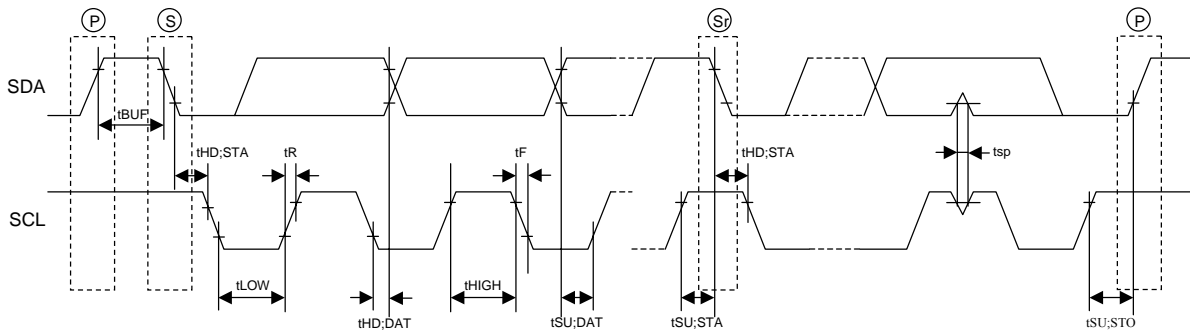 P
S
Sr
P
SDA
tBUF
tHD;STA
tR
tF
tHD;STA
tsp
SCL
tLOW
tHD;DAT
tHIGH
tSU;DAT
tSU;STA
tSU;STO